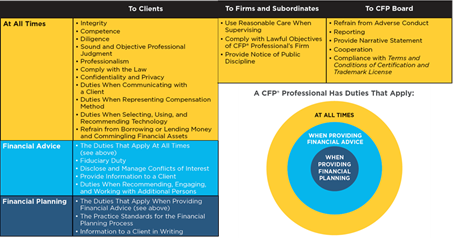 To Clients
To Firms and Subordinates
To CFP Board
At All Times
• Integrity
• Competence
• Diligence
• Sound and Objective Professional
Judgment
• Professionalism
• Comply with the Law
• Confidentiality and Privacy
• Duties When Communicating with
a Client
• Duties When Representing Compensation
Method
• Duties When Selecting, Using, and
Recommending Technology
• Refrain from Borrowing or Lending Money
and Commingling Financial Assets
• Use Reasonable Care When
Supervising
• Comply with Lawful Objectives
of CFP® Professional's Firm
• Provide Notice of Public
Discipline
• Refrain from Adverse Conduct
• Reporting
• Provide Narrative Statement
• Cooperation
• Compliance with Terms and
Conditions of Certification and
Trademark License
Financial Advice
• The Duties That Apply At All Times
(see above)
• Fiduciary Duty
• Disclose and Manage Conflicts of Interest
• Provide Information to a Client
• Duties When Recommending, Engaging,
and Working with Additional Persons
Financial Planning
• The Duties That Apply When Providing
Financial Advice (see above)
• The Practice Standards for the Financial
Planning Process
• Information to a Client in Writing
A CFP® Professional Has Duties That Apply:
AT ALL TIMES
WHEN PROVIDING
FINANCIAL ADVICE
WHEN
PROVIDING
FINANCIAL
PLANNING